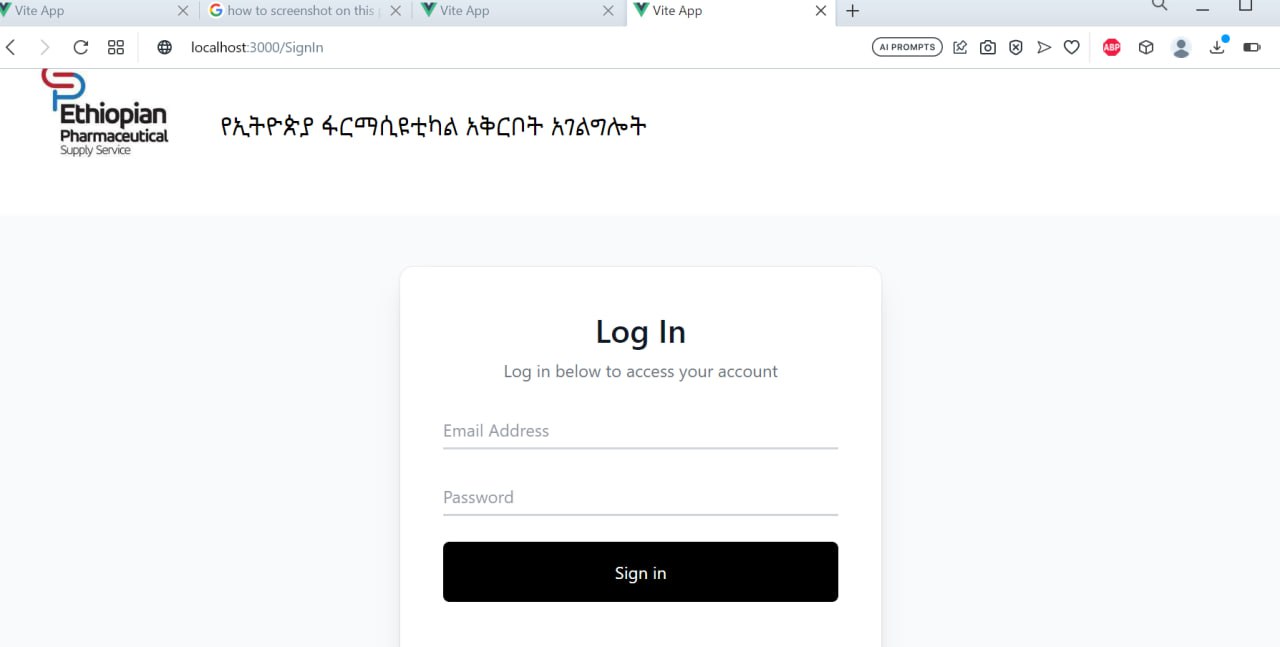 Vite App
how to screenshot on this
Vite App
Vite App
localhost:3000/SignIn
AI PROMPTS
ABP
Ethiopian
Pharmaceutical
Supply Service
የኢትዮጵያ ፋርማሲዩቲካል አቅርቦት አገልግሎት
Log In
Log in below to access your account
Email Address
Password
Sign in